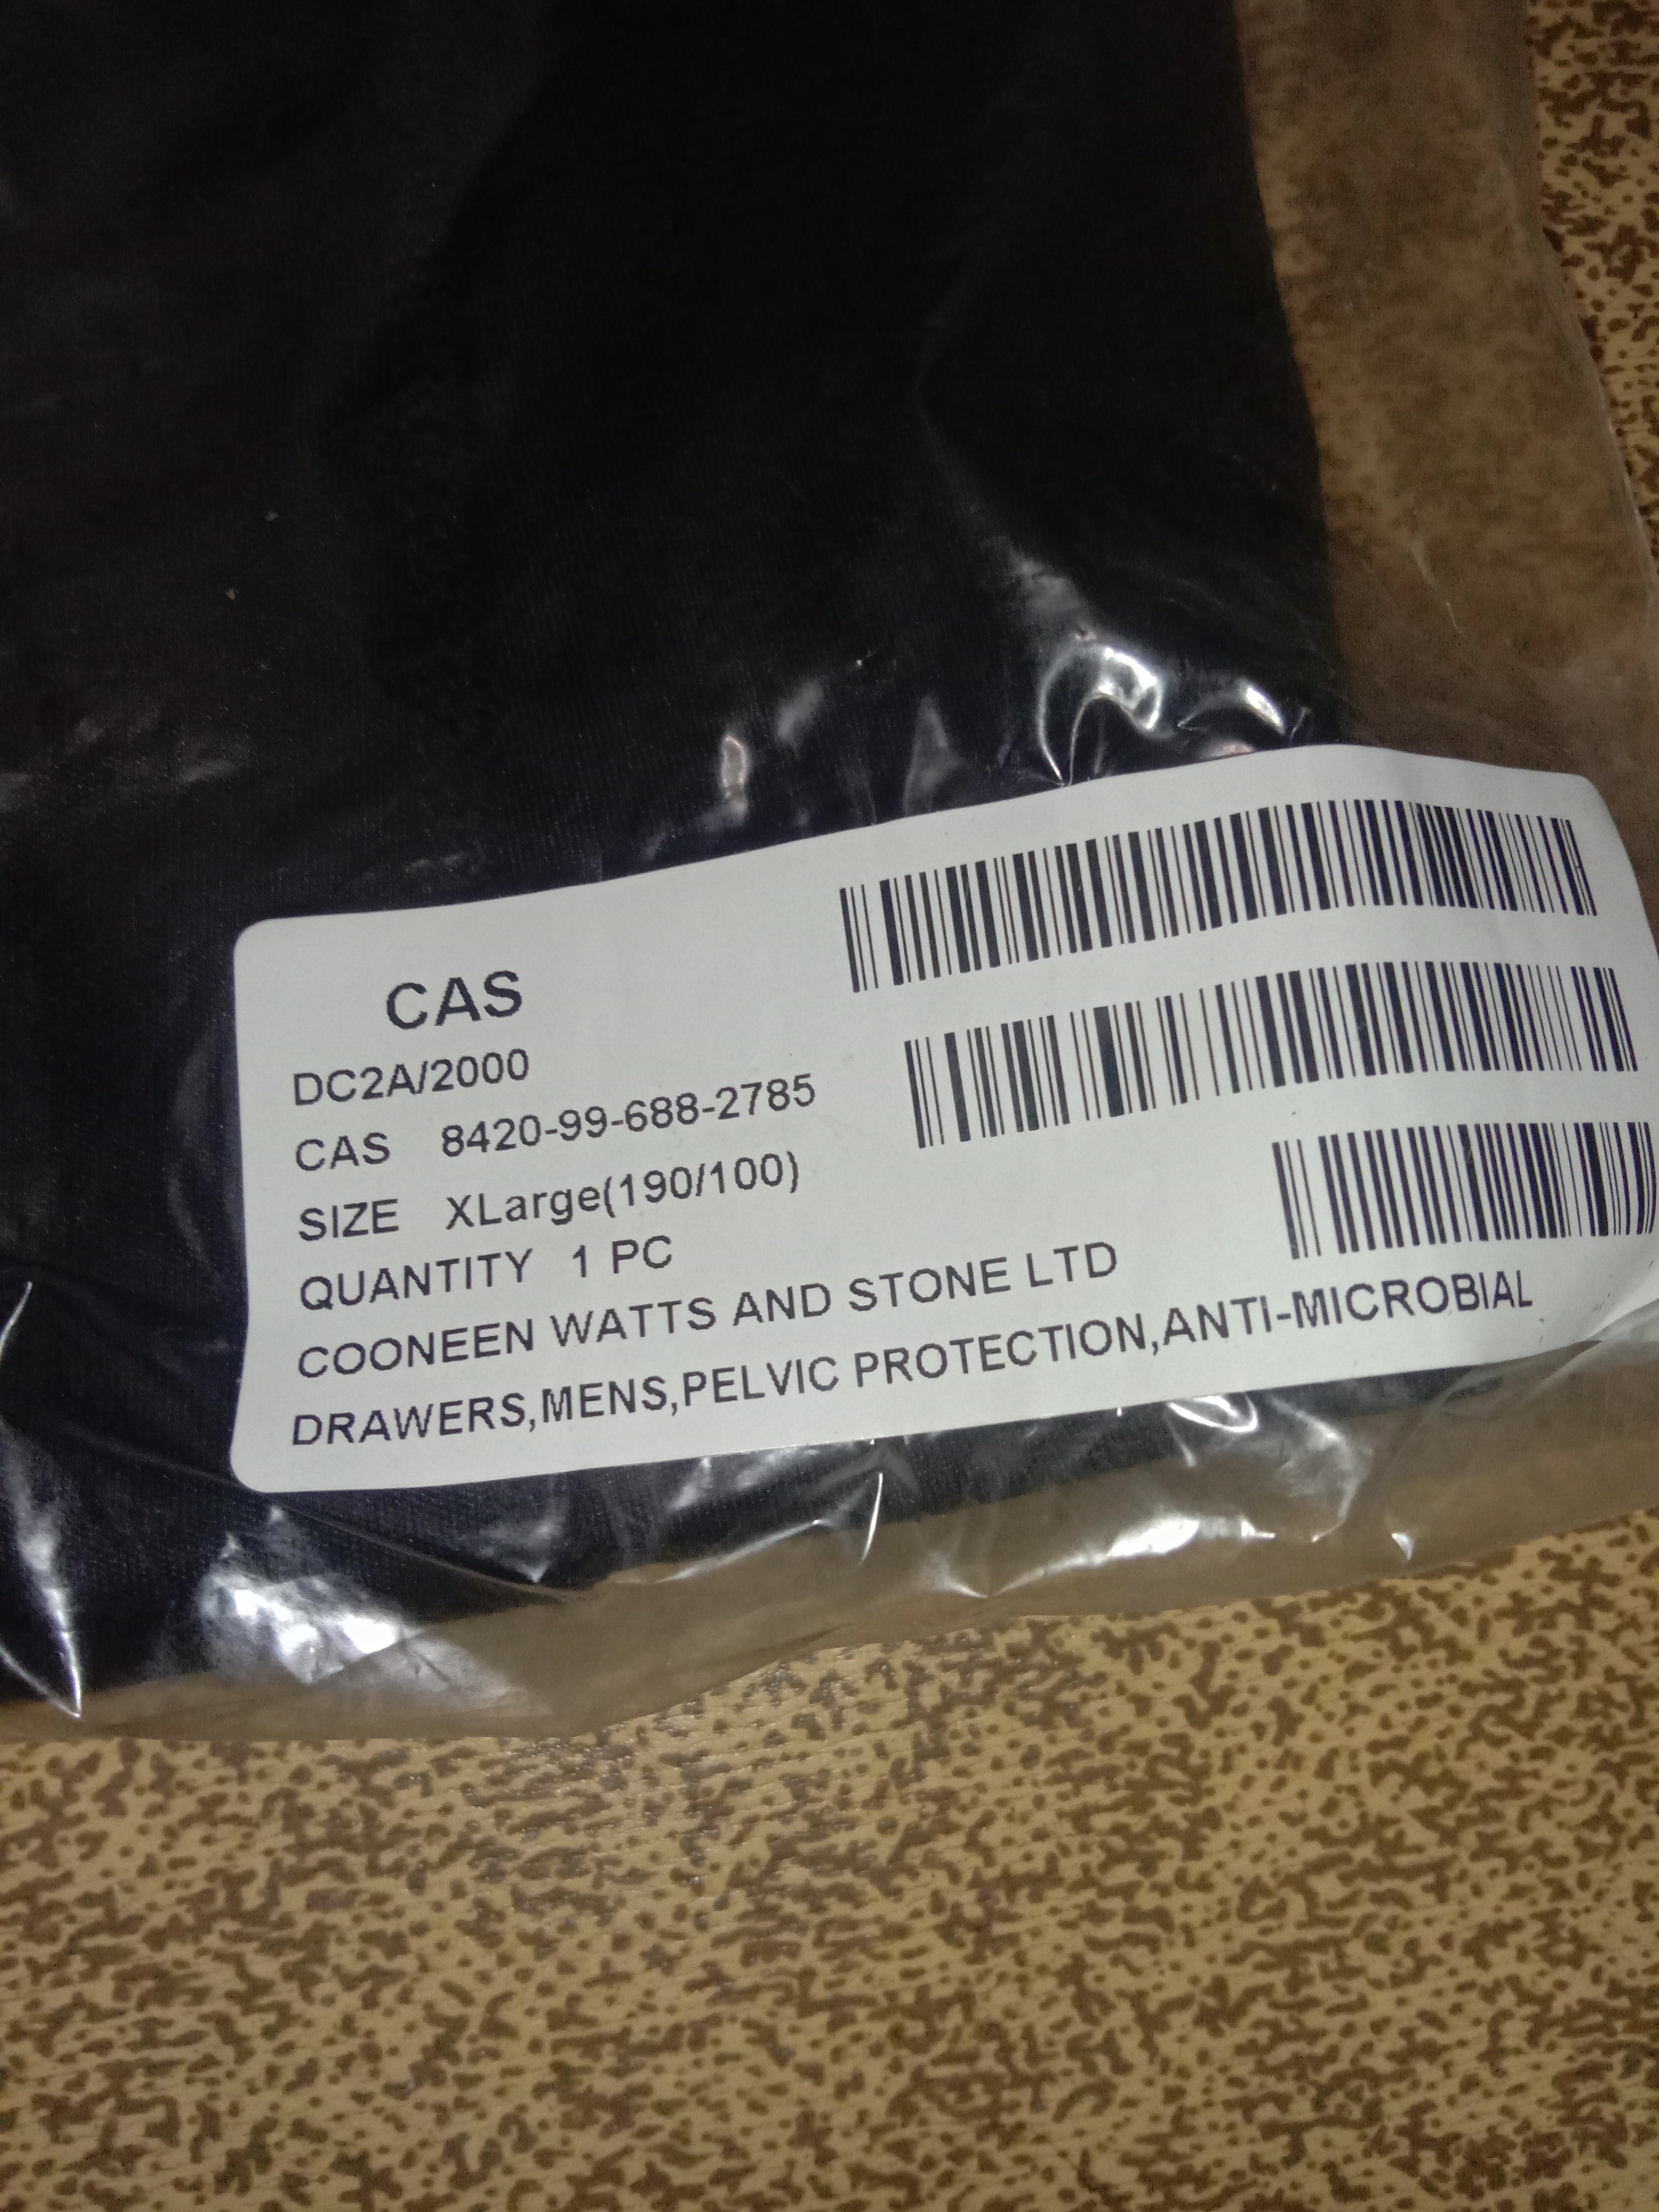 CAS
DC2A/2000
CAS 8420-99-688-2785
SIZE XLarge(190/100)
QUANTITY 1 PC
COONEEN WATTS AND STONE LTD
DRAWERS,MENS,PELVIC PROTECTION,ANTI-MICROBIAL